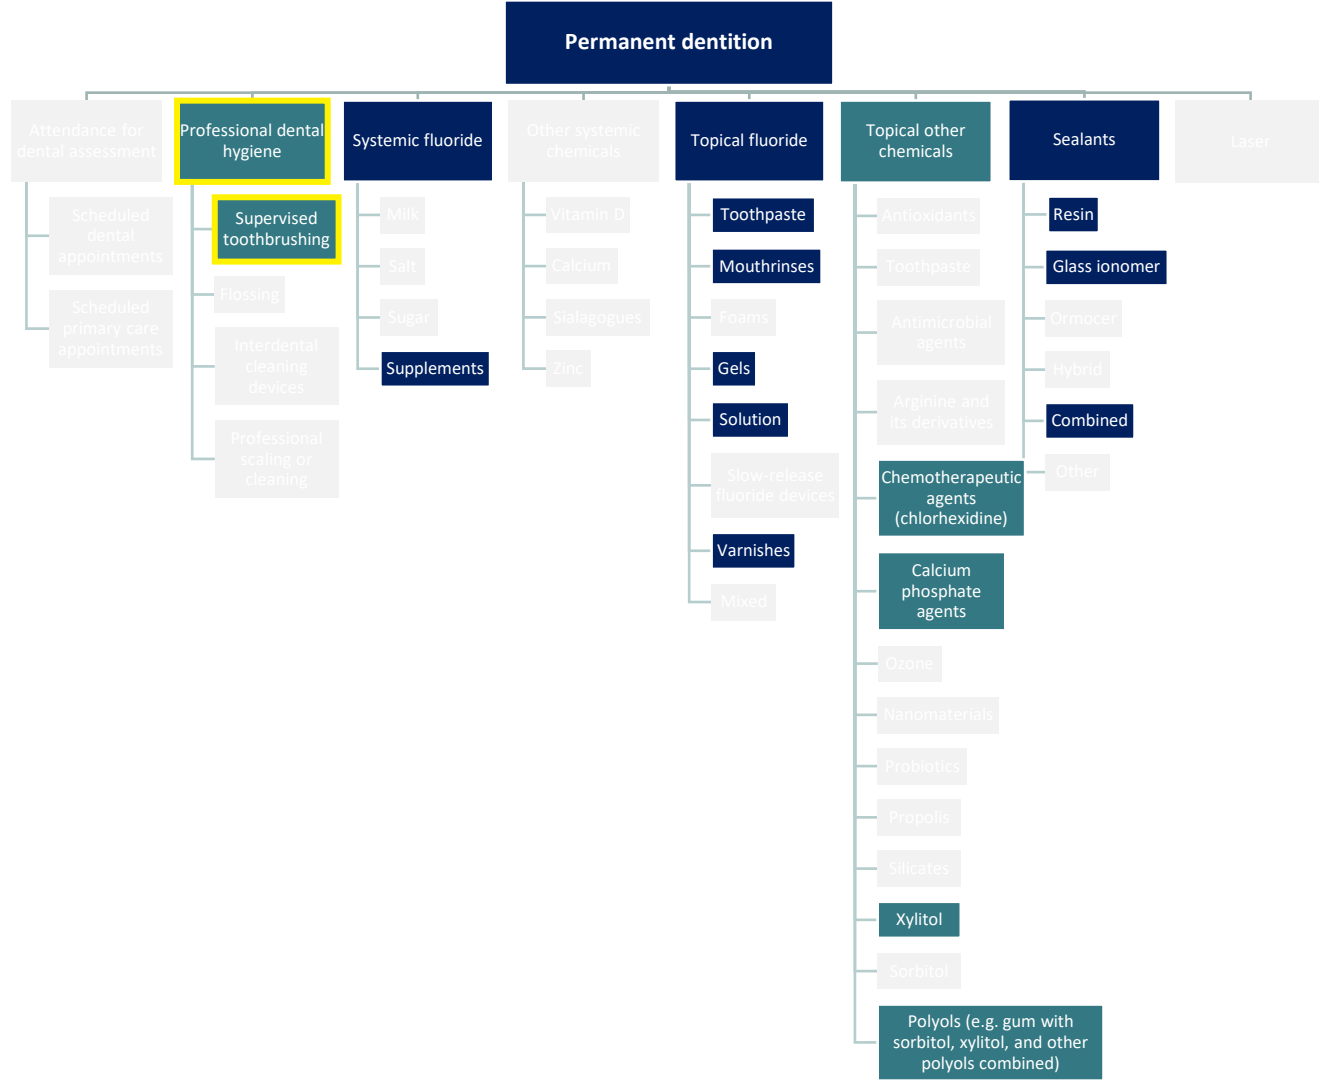 Permanent dentition
Attendance for
dental assessment
Scheduled
dental
appointments
Scheduled
primary care
appointments
Professional dental
hygiene
Supervised
toothbrushing
Flossing
Interdental
cleaning
devices
Professional
scaling or
cleaning
Systemic fluoride
Milk
Salt
Sugar
Supplements
Other systemic
chemicals
Vitamin D
Calcium
Sialagogues
Zinc
Topical fluoride
Toothpaste
Mouthrinses
Foams
Gels
Solution
Slow-release
fluoride devices
Varnishes
Mixed
Topical other
chemicals
Antioxidants
Toothpaste
Antimicrobial
agents
Arginine and
its derivatives
Chemotherapeutic
agents
(chlorhexidine)
Calcium
phosphate
agents
Ozone
Nanomaterials
Probiotics
Propolis
Silicates
Xylitol
Sorbitol
Polyols (e.g. gum with
sorbitol, xylitol, and other
polyols combined)
Sealants
Resin
Glass ionomer
Ormocer
Hybrid
Combined
Other
Laser